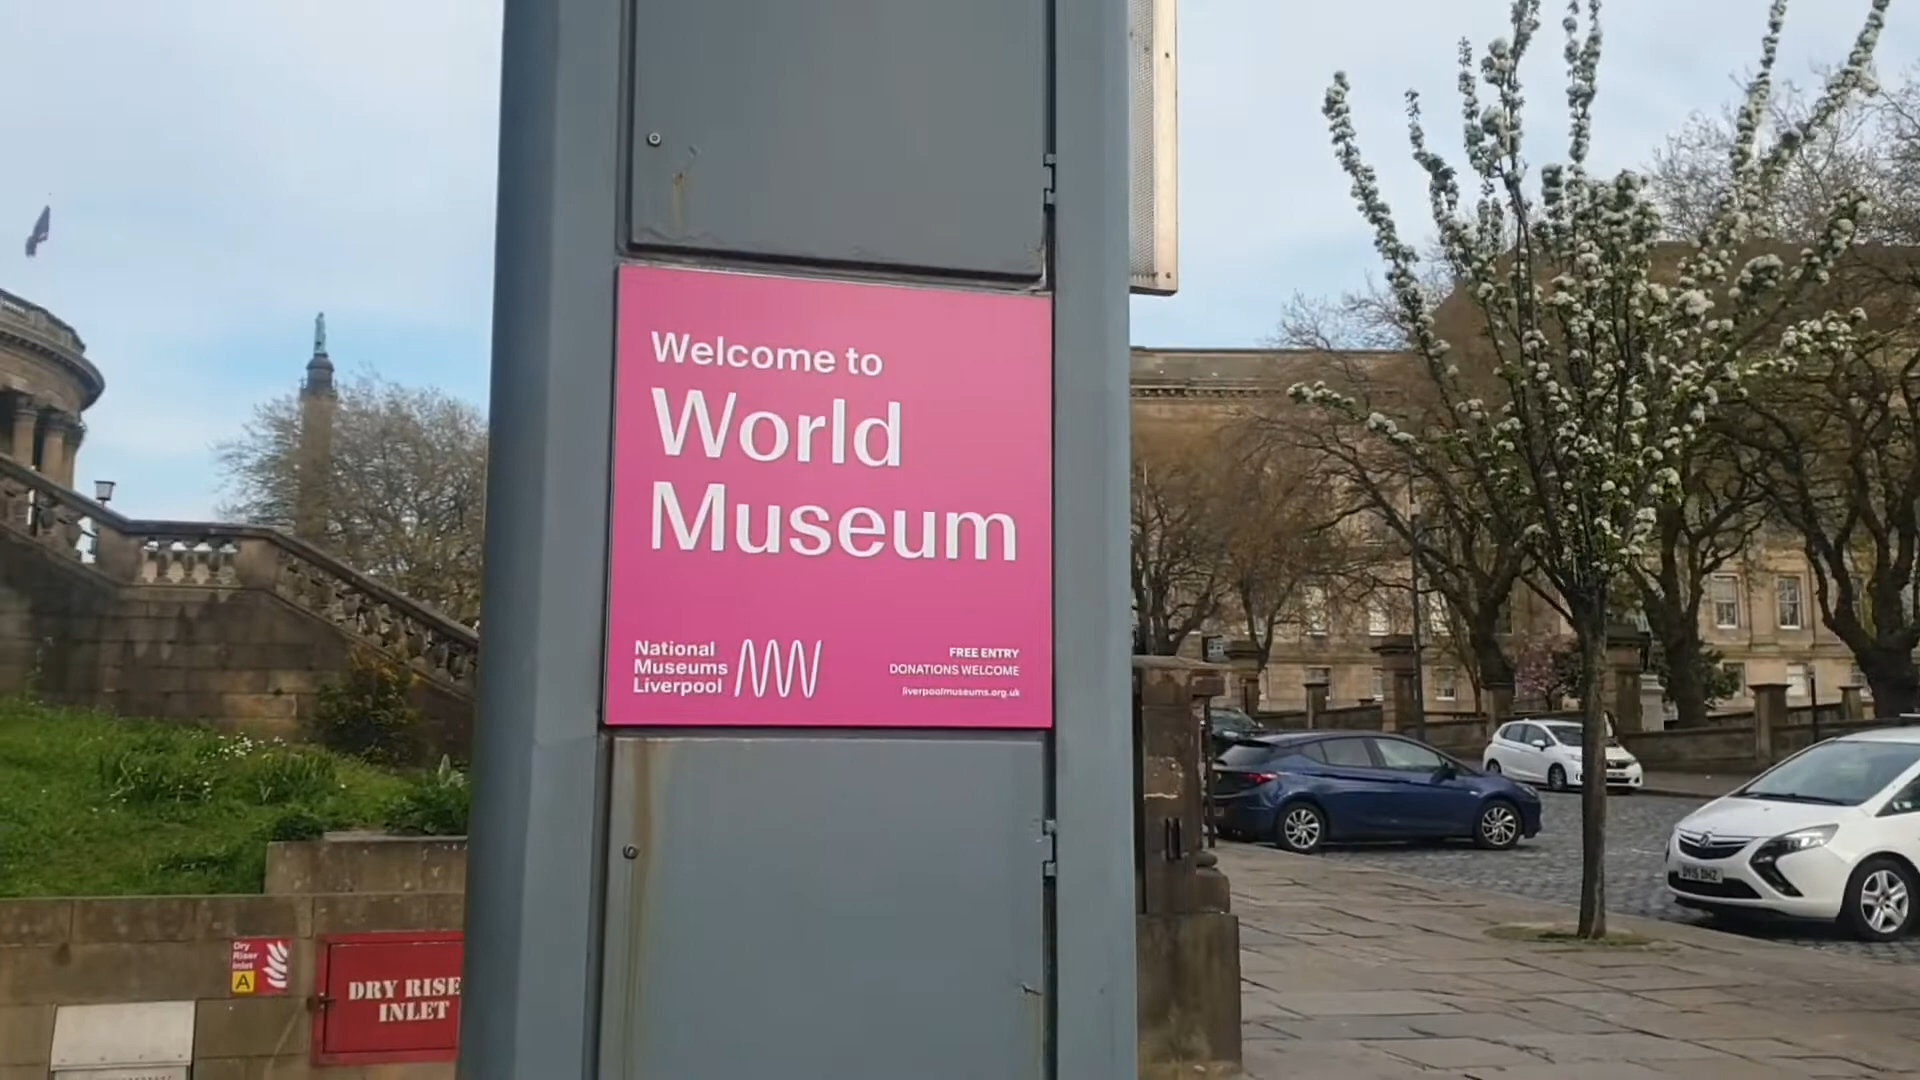 Welcome to
World
Museum
National
Museums
Liverpool
FREE ENTRY
DONATIONS WELCOME
liverpoolmuseums.org.uk
Dry
Riser
Inlet
A
DRY RISE
INLET